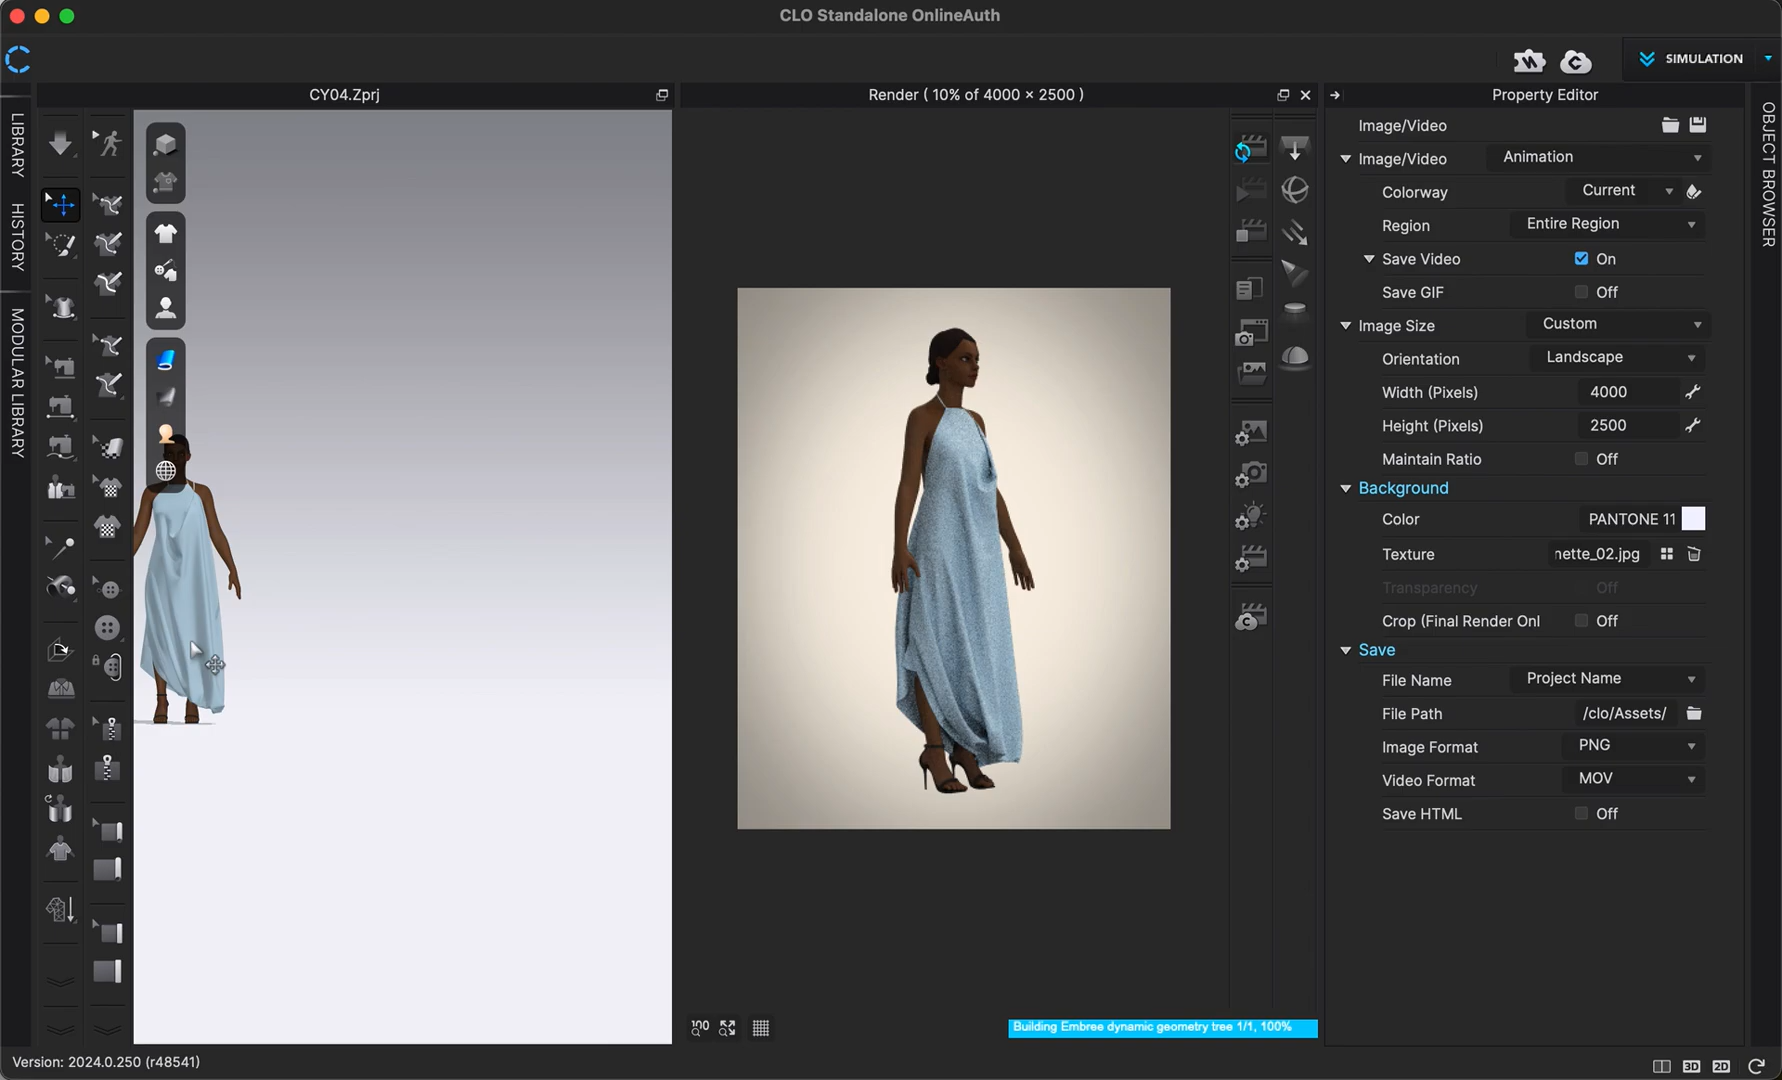 CLO Standalone OnlineAuth
SIMULATION
CY04.Zprj
Render ( 10% of 4000 × 2500 )
Property Editor
LIBRARY
HISTORY
MODULAR LIBRARY
OBJECT BROWSER
Image/Video
Image/Video Animation
Colorway Current
Region Entire Region
Save Video On
Save GIF Off
Image Size Custom
Orientation Landscape
Width (Pixels) 4000
Height (Pixels) 2500
Maintain Ratio Off
Background
Color PANTONE 11
Texture nette_02.jpg
Transparency Off
Crop (Final Render Onl Off
Save
File Name Project Name
File Path /clo/Assets/
Image Format PNG
Video Format MOV
Save HTML Off
100
Building Embree dynamic geometry tree 1/1, 100%
Version: 2024.0.250 (r48541)
3D
2D